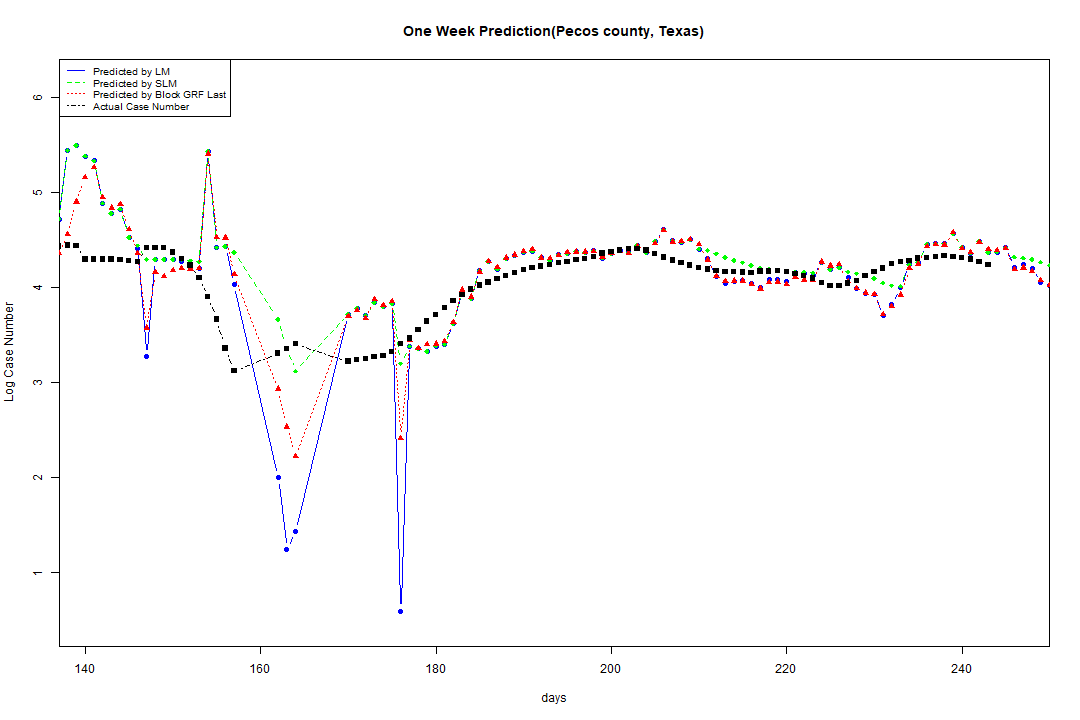 One Week Prediction(Pecos county, Texas)
Predicted by LM
Predicted by SLM
Predicted by Block GRF Last
Actual Case Number
6
5
4
3
2
1
Log Case Number
140 160 180 200 220 240
days